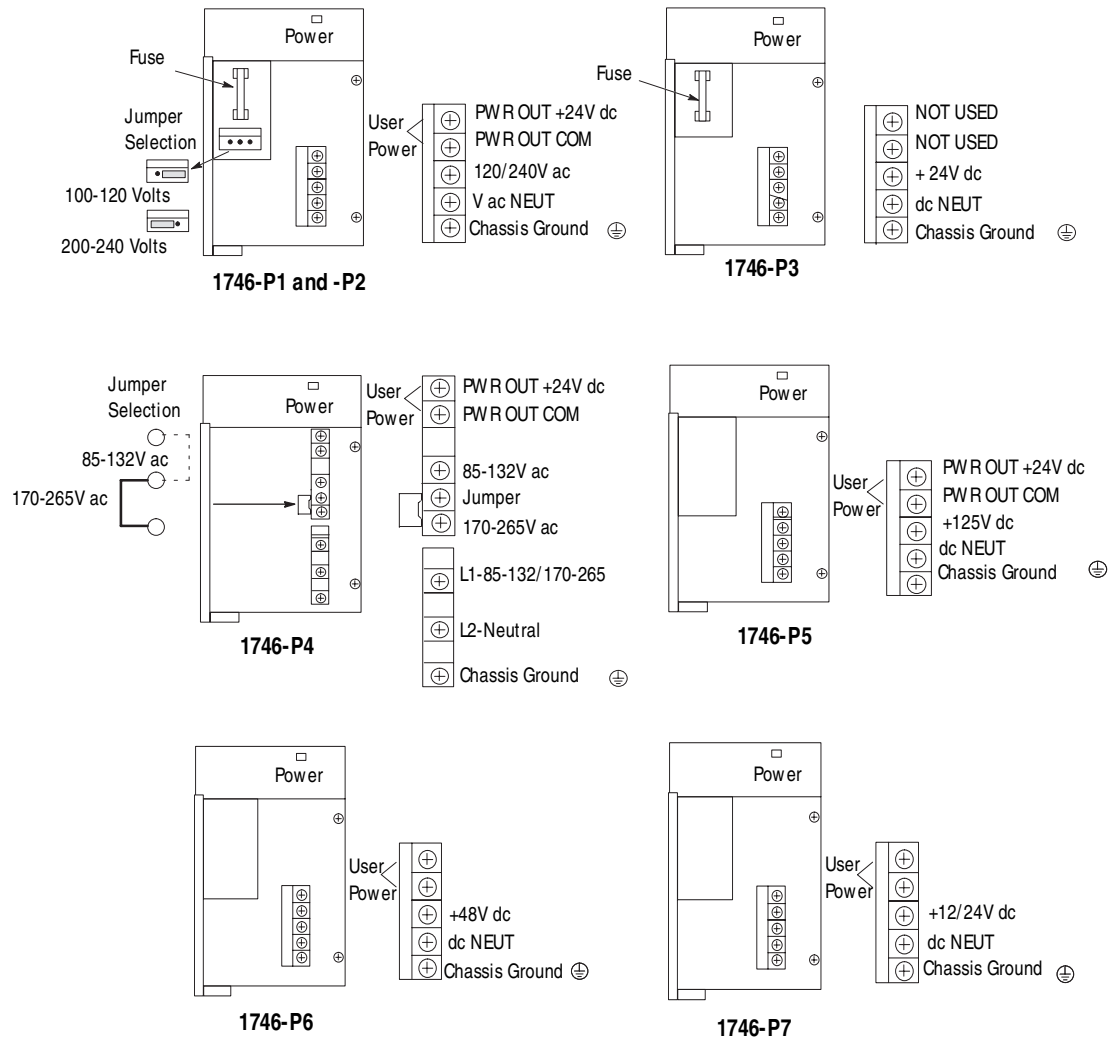 Power
Fuse
Jumper
Selection
100-120 Volts
200-240 Volts
User
Power
PWR OUT +24V dc
PWR OUT COM
120/240V ac
V ac NEUT
Chassis Ground
1746-P1 and -P2
Power
Fuse
NOT USED
NOT USED
+ 24V dc
dc NEUT
Chassis Ground
1746-P3
Jumper
Selection
85-132V ac
170-265V ac
Power
User
Power
PWR OUT +24V dc
PWR OUT COM
85-132V ac
Jumper
170-265V ac
L1-85-132/170-265
L2-Neutral
Chassis Ground
1746-P4
Power
User
Power
PWR OUT +24V dc
PWR OUT COM
+125V dc
dc NEUT
Chassis Ground
1746-P5
Power
User
Power
+48V dc
dc NEUT
Chassis Ground
1746-P6
Power
User
Power
+12/24V dc
dc NEUT
Chassis Ground
1746-P7